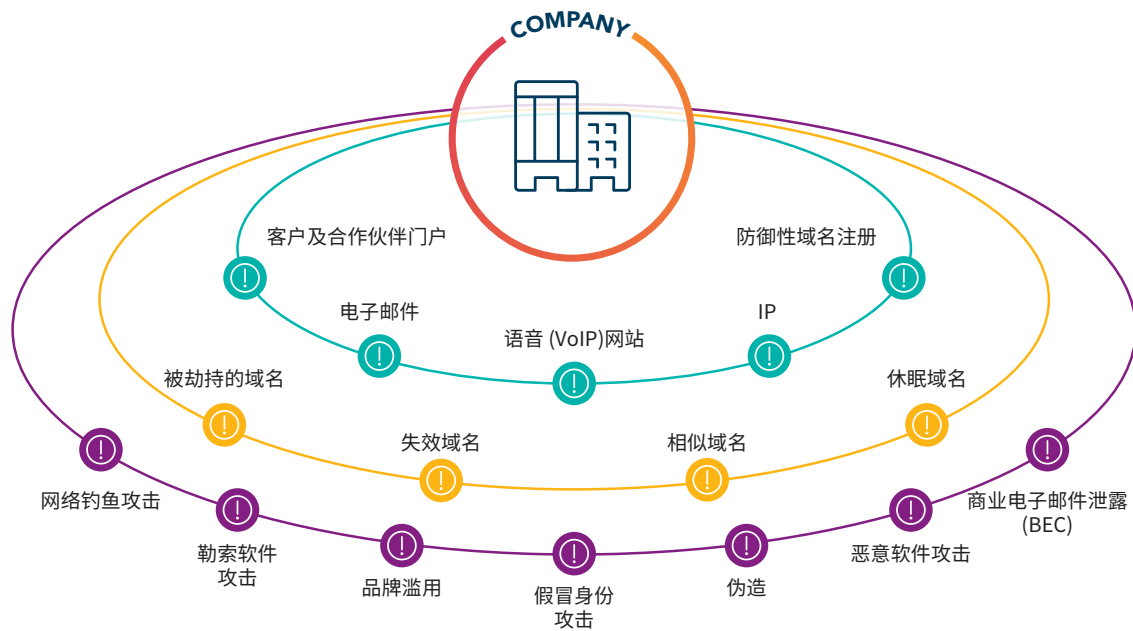 COMPANY
客户及合作伙伴门户
防御性域名注册
电子邮件
IP
语音 (VoIP)网站
被劫持的域名
休眠域名
失效域名
相似域名
网络钓鱼攻击
商业电子邮件泄露
(BEC)
勒索软件
攻击
恶意软件攻击
品牌滥用
伪造
假冒身份
攻击